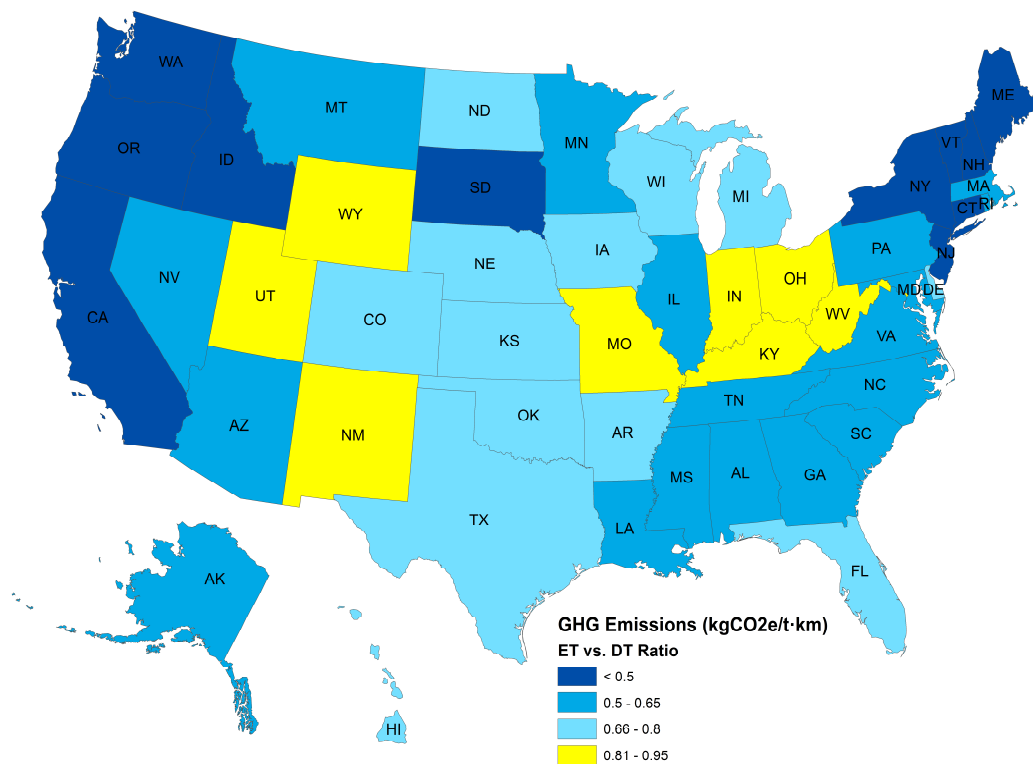 WA
MT
ND
MN
ME
VT
NH
OR
ID
SD
WI
MI
NY
MA
RI
CT
WY
IA
PA
NJ
NV
UT
NE
IL
IN
OH
MD
DE
CA
CO
KS
MO
WV
VA
KY
AZ
NM
OK
AR
TN
NC
SC
TX
LA
MS
AL
GA
FL
AK
HI
GHG Emissions (kgCO2e/t·km)
ET vs. DT Ratio
< 0.5
0.5 - 0.65
0.66 - 0.8
0.81 - 0.95